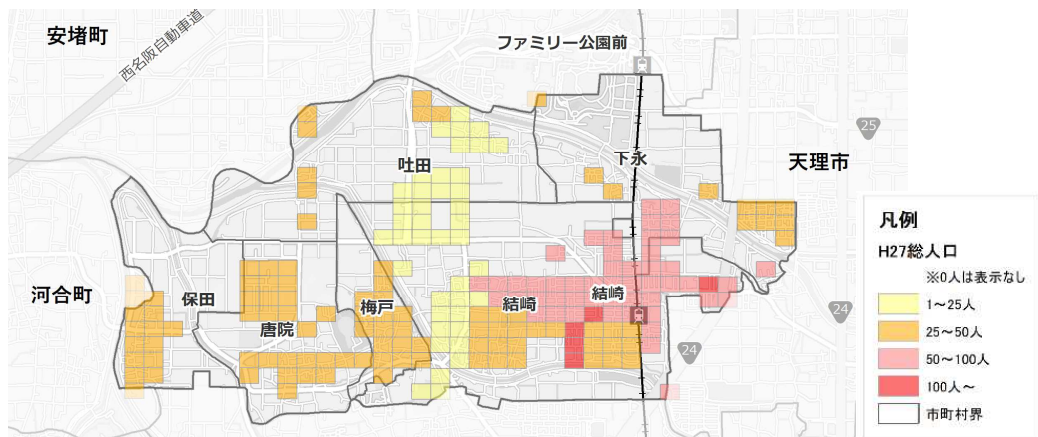 安堵町
西名阪自動車道
ファミリー公園前
25
吐田
下永
天理市
凡例
H27総人口
※0人は表示なし
河合町
保田
梅戸
結崎
結崎
1~25人
24
唐院
25~50人
24
50~100人
100人~
市町村界